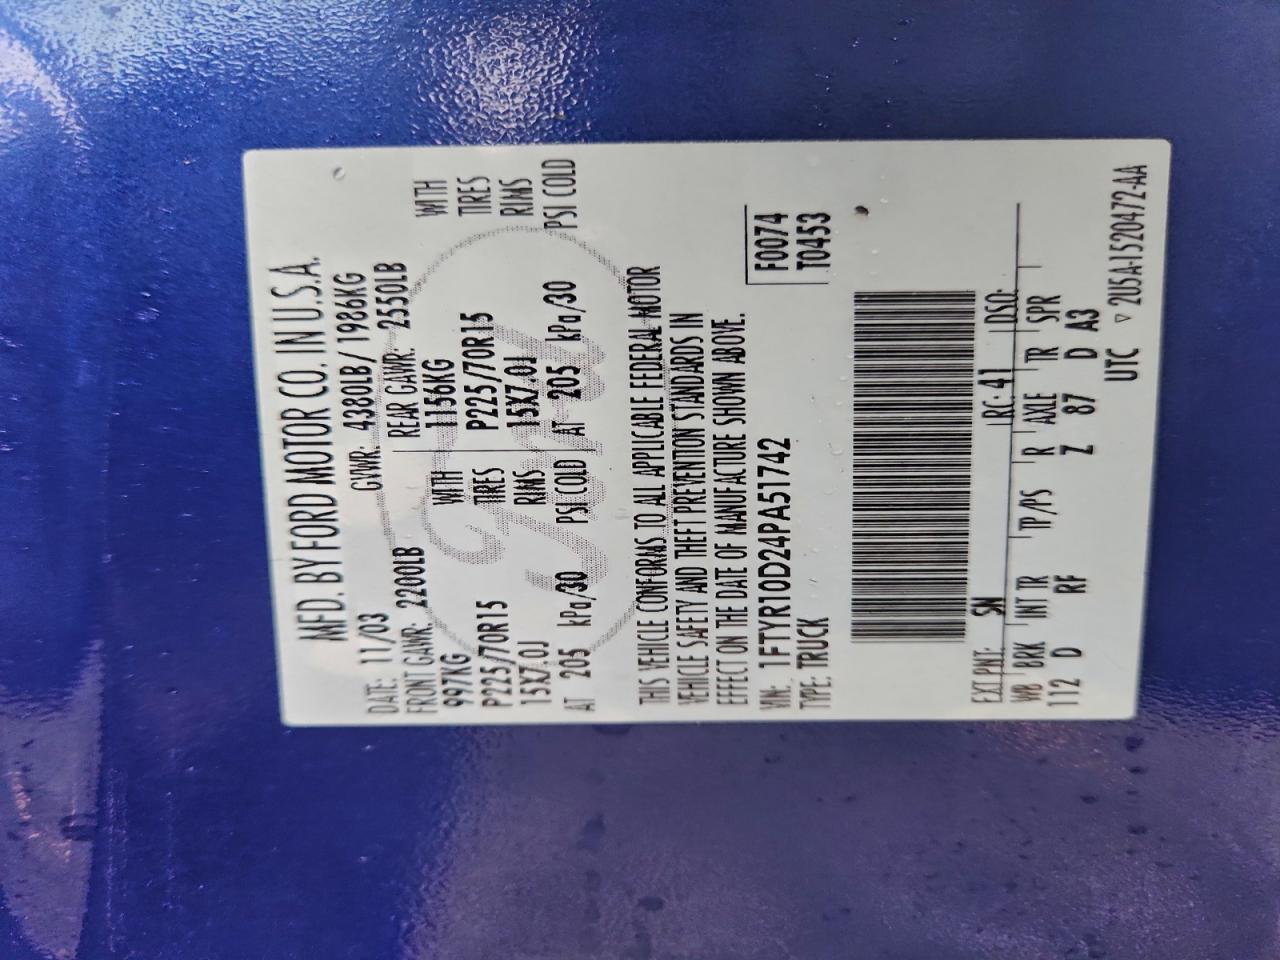 MFD. BY FORD MOTOR CO. IN U.S.A.
DATE: 11/03 GVWR: 4380LB/ 1986KG
FRONT GAWR: 2200LB REAR GAWR: 2550LB
997KG WITH 1156KG WITH
P225/70R15 TIRES P225/70R15 TIRES
15X7.0J RIMS 15X7.0J RIMS
AT 205 kPa/30 PSI COLD AT 205 kPa/30 PSI COLD
THIS VEHICLE CONFORMS TO ALL APPLICABLE FEDERAL MOTOR
VEHICLE SAFETY AND THEFT PREVENTION STANDARDS IN
EFFECT ON THE DATE OF MANUFACTURE SHOWN ABOVE.
VIN: 1FTYR10D24PA51742 F0074
TYPE: TRUCK T0453
EXT PNT: SN RC: 41 DSO:
WB BRK INT TR TP/PS R AXLE TR SPR
112 D RF Z 87 D A3
UTC ▽ 2U5A-1520472-AA
Ford